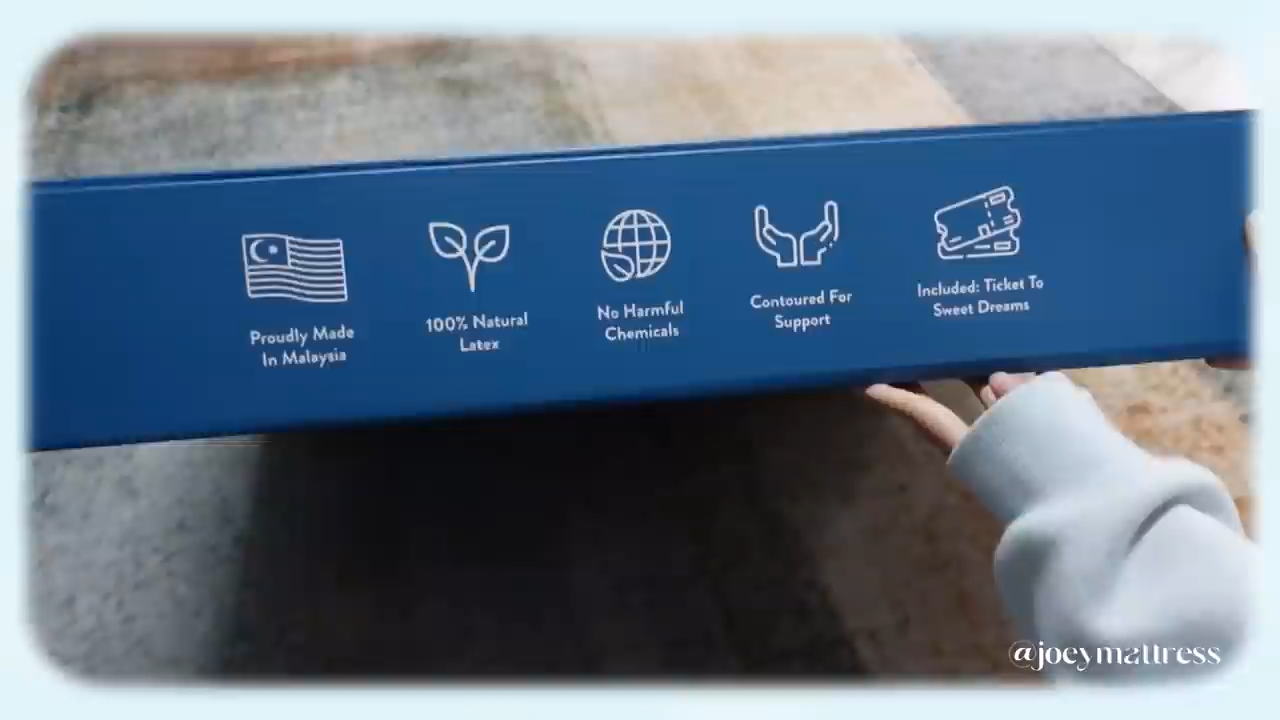 Proudly Made
In Malaysia
100% Natural
Latex
No Harmful
Chemicals
Contoured For
Support
Included: Ticket To
Sweet Dreams
@joeymattress